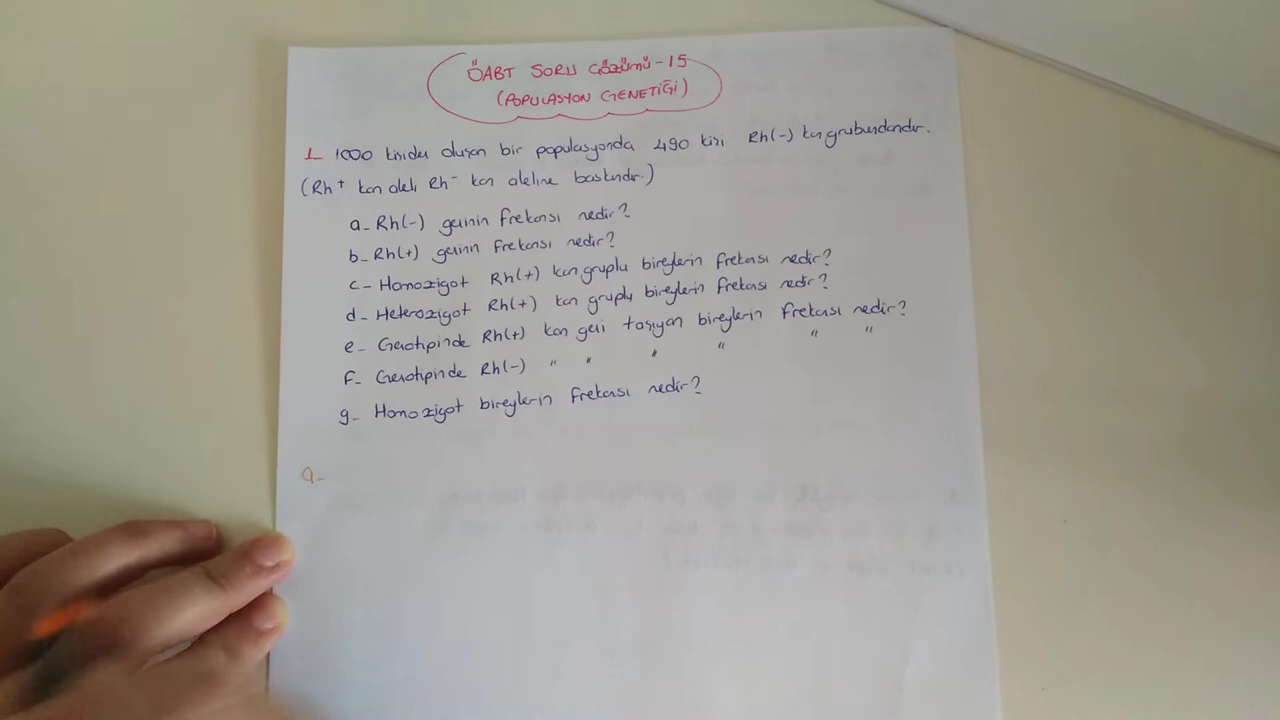 ÖABT SORU ÇÖZÜMÜ-15
(POPULASYON GENETİĞİ)
1 1000 kişiden oluşan bir populasyonda 490 kişi Rh(-) kan grubundandır.
(Rh⁺ kan aleli Rh⁻ kan aleline baskındır.)
a- Rh(-) geninin frekansı nedir?
b- Rh(+) geninin frekansı nedir?
c- Homozigot Rh(+) kan gruplu bireylerin frekansı nedir?
d- Heterozigot Rh(+) kan gruplu bireylerin frekansı nedir?
e- Genotipinde Rh(+) kan geni taşıyan bireylerin frekansı nedir?
f- Genotipinde Rh(-) " " " " " "
g- Homozigot bireylerin frekansı nedir?
a-